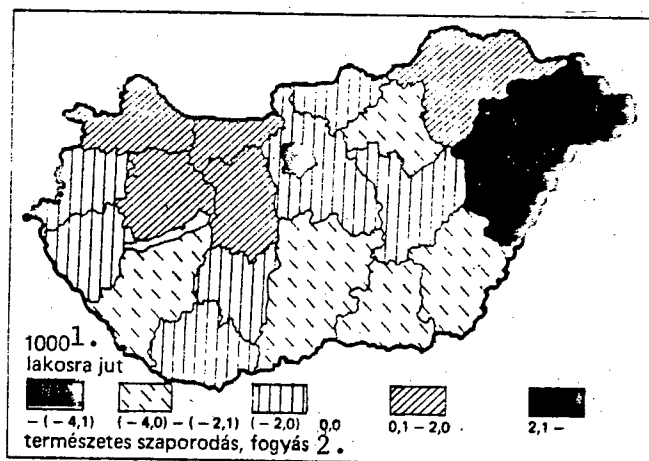 1000 1.
lakosra jut
– (– 4,1) (– 4,0) – (– 2,1) (– 2,0) 0,0 0,1 – 2,0 2,1 –
természetes szaporodás, fogyás 2.